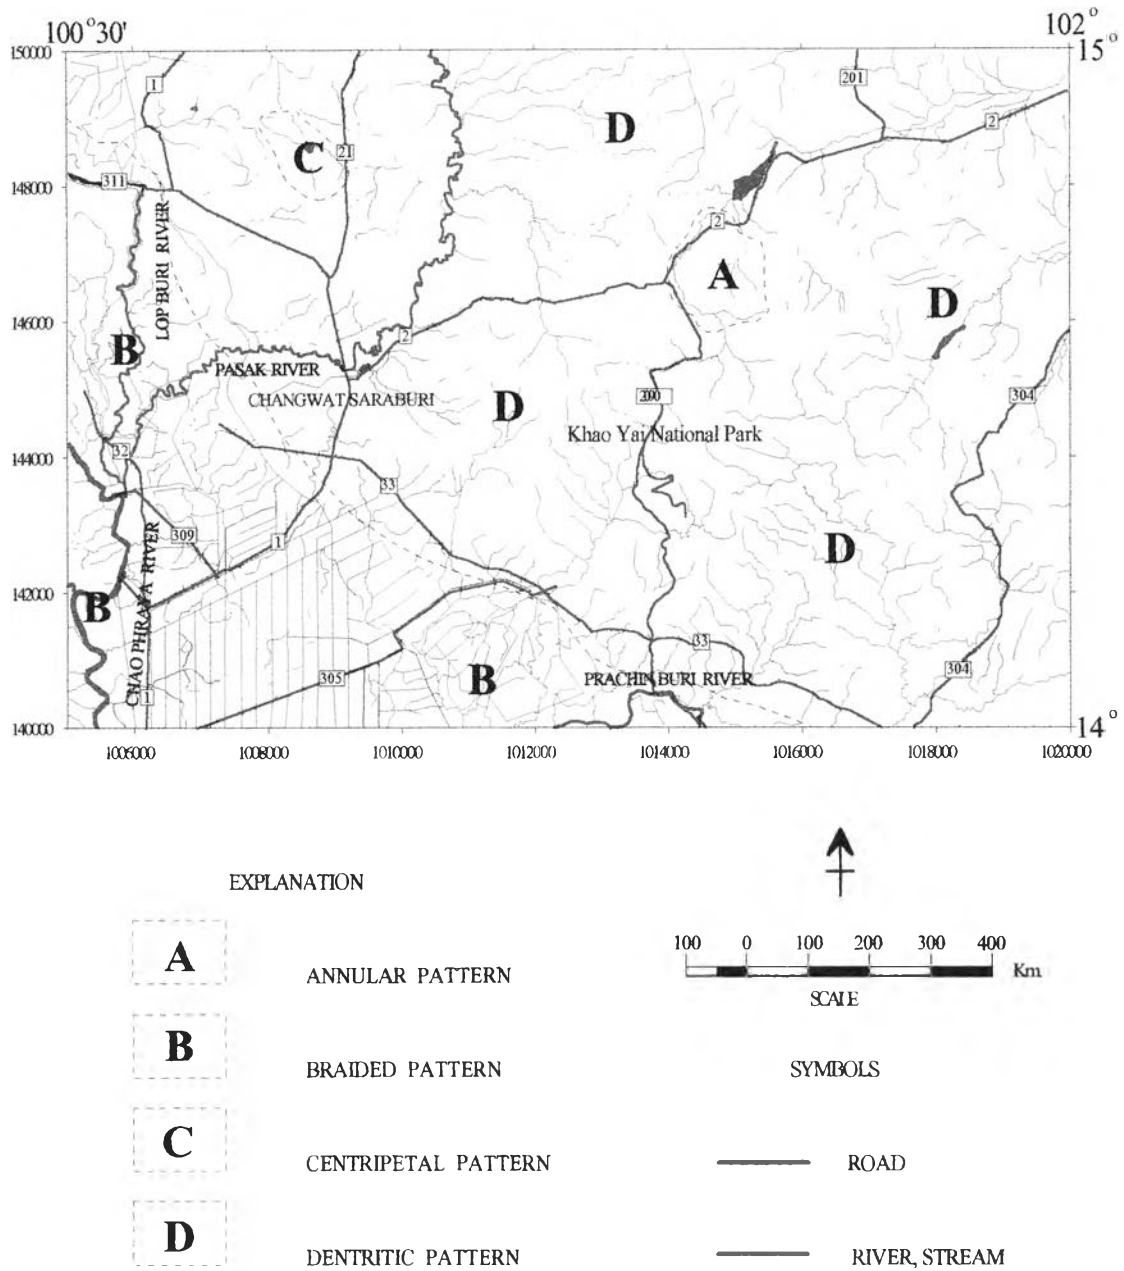 100°30'
102°
150000
15°
1
201
2
D
21
C
148000
311
LOP BURI RIVER
2
A
D
146000
2
B
PASAK RIVER
CHANGWAT SARABURI
D
2090
304
Khao Yai National Park
32
144000
33
309
1
D
CHAO PHRAYA RIVER
142000
B
33
B
PRACHIN BURI RIVER
304
305
1
140000
14°
1006000 1008000 1010000 1012000 1014000 1016000 1018000 1020000
EXPLANATION
A
ANNULAR PATTERN
100 0 100 200 300 400
Km
SCALE
B
BRAIDED PATTERN
SYMBOLS
C
CENTRIPETAL PATTERN
ROAD
D
DENTRITIC PATTERN
RIVER, STREAM